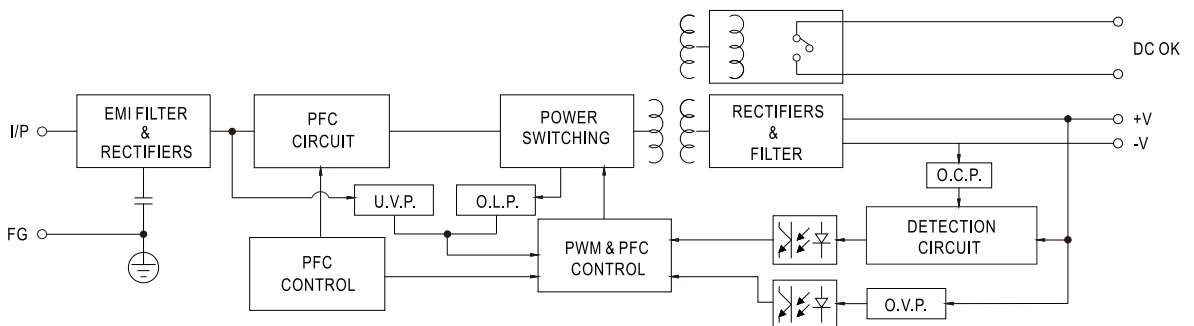 DC OK
I/P
EMI FILTER
&
RECTIFIERS
PFC
CIRCUIT
POWER
SWITCHING
RECTIFIERS
&
FILTER
+V
-V
O.C.P.
U.V.P.
O.L.P.
FG
PFC
CONTROL
PWM & PFC
CONTROL
DETECTION
CIRCUIT
O.V.P.